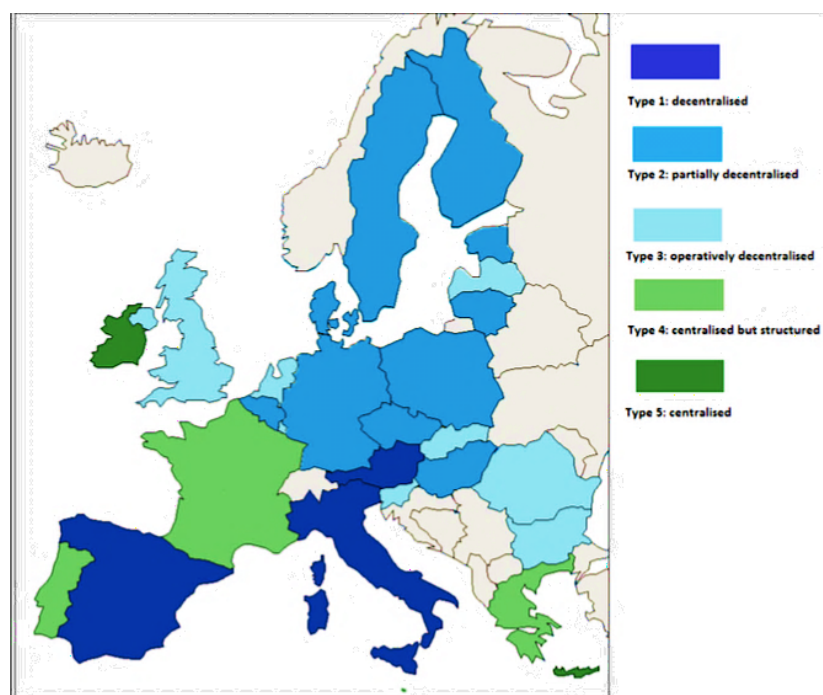 Type 1: decentralised
Type 2: partially decentralised
Type 3: operatively decentralised
Type 4: centralised but structured
Type 5: centralised